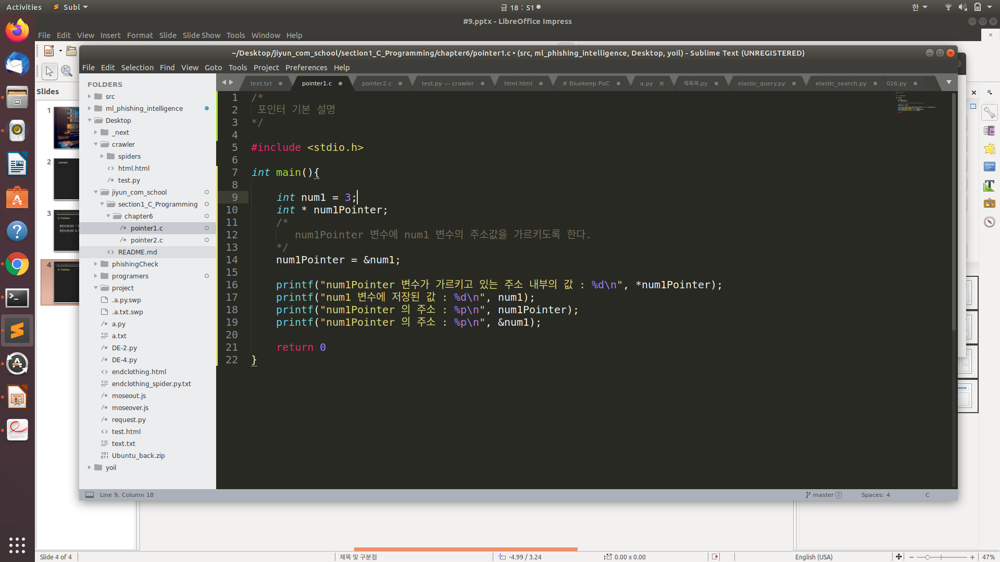 Activities
Subl
금 18 : 51
한
#9.pptx - LibreOffice Impress
File Edit View Insert Format Slide Slide Show Tools Window Help
~/Desktop/jiyun_com_school/section1_C_Programming/chapter6/pointer1.c • (src, ml_phishing_intelligence, Desktop, yoil) - Sublime Text (UNREGISTERED)
File Edit Selection Find View Goto Tools Project Preferences Help
text.txt
pointer1.c
pointer2.c
test.py — crawler
html.html
# Bluekeep PoC
a.py
체육복.py
elastic_query.py
elastic_search.py
016.py
Slides
1
2
AGENDA
3
0. Pointer
4
0. Pointer
FOLDERS
src
ml_phishing_intelligence
Desktop
_next
crawler
spiders
html.html
test.py
jiyun_com_school
section1_C_Programming
chapter6
pointer1.c
pointer2.c
README.md
phishingCheck
programers
project
.a.py.swp
.a.txt.swp
a.py
a.txt
DE-2.py
DE-4.py
endclothing.html
endclothing_spider.py.txt
moseout.js
moseover.js
request.py
test.html
text.txt
Ubuntu_back.zip
yoil
1 /*
2 포인터 기본 설명
3 */
4
5 #include <stdio.h>
6
7 int main(){
8
9 int num1 = 3;
10 int * num1Pointer;
11 /*
12 num1Pointer 변수에 num1 변수의 주소값을 가르키도록 한다.
13 */
14 num1Pointer = &num1;
15
16 printf("num1Pointer 변수가 가르키고 있는 주소 내부의 값 : %d\n", *num1Pointer);
17 printf("num1 변수에 저장된 값 : %d\n", num1);
18 printf("num1Pointer 의 주소 : %p\n", num1Pointer);
19 printf("num1Pointer 의 주소 : %p\n", &num1);
20
21 return 0
22 }
Line 9, Column 18
master 2
Spaces: 4
C
Slide 4 of 4
제목 및 구분점
-4.99 / 3.24
0.00 x 0.00
English (USA)
47%